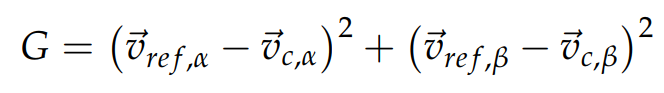 G = (v⃗_{ref,α} − v⃗_{c,α})² + (v⃗_{ref,β} − v⃗_{c,β})²